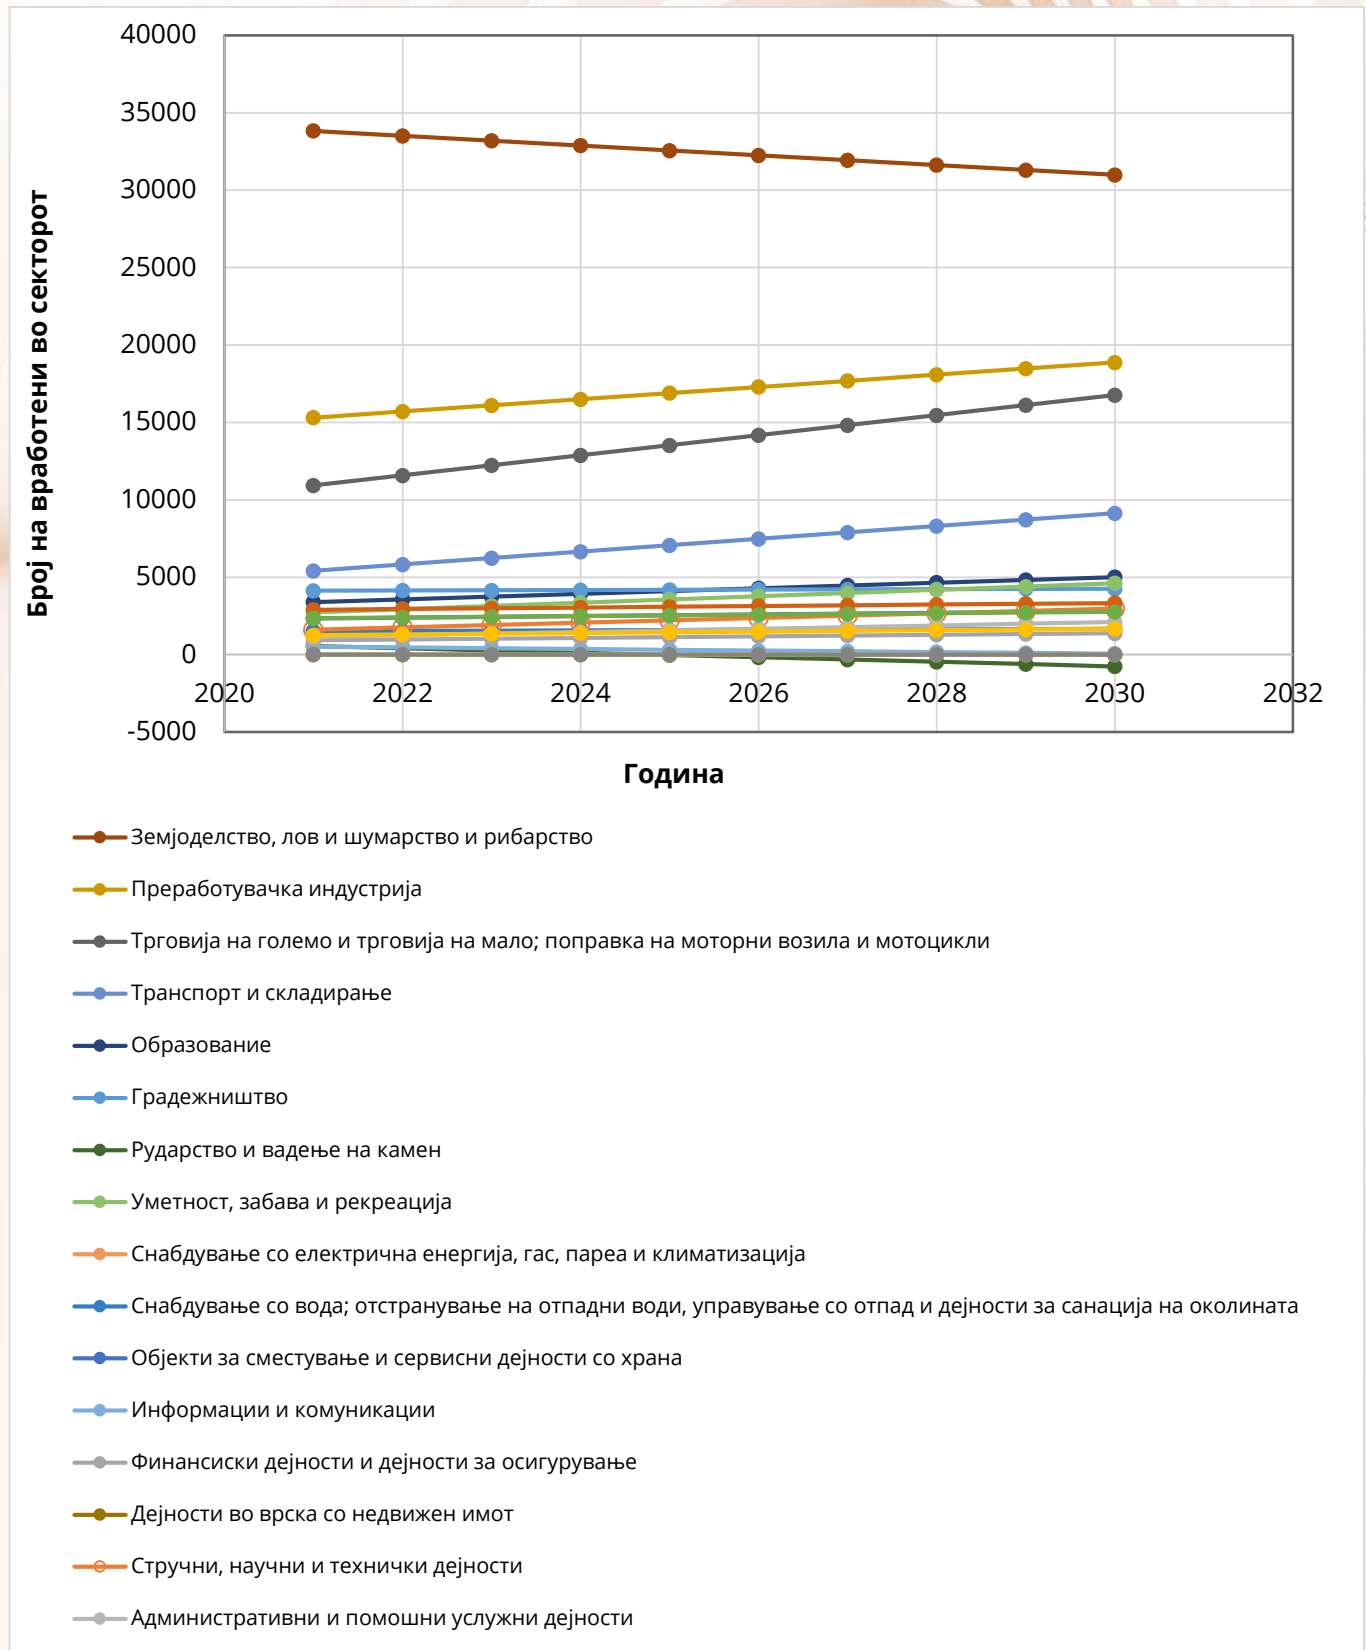 40000
35000
30000
25000
20000
15000
10000
5000
0
-5000
2020
2022
2024
2026
2028
2030
2032
Број на вработени во секторот
Година
Земјоделство, лов и шумарство и рибарство
Преработувачка индустрија
Трговија на големо и трговија на мало; поправка на моторни возила и мотоцикли
Транспорт и складирање
Образование
Градежништво
Рударство и вадење на камен
Уметност, забава и рекреација
Снабдување со електрична енергија, гас, пареа и климатизација
Снабдување со вода; отстранување на отпадни води, управување со отпад и дејности за санација на околината
Објекти за сместување и сервисни дејности со храна
Информации и комуникации
Финансиски дејности и дејности за осигурување
Дејности во врска со недвижен имот
Стручни, научни и технички дејности
Административни и помошни услужни дејности